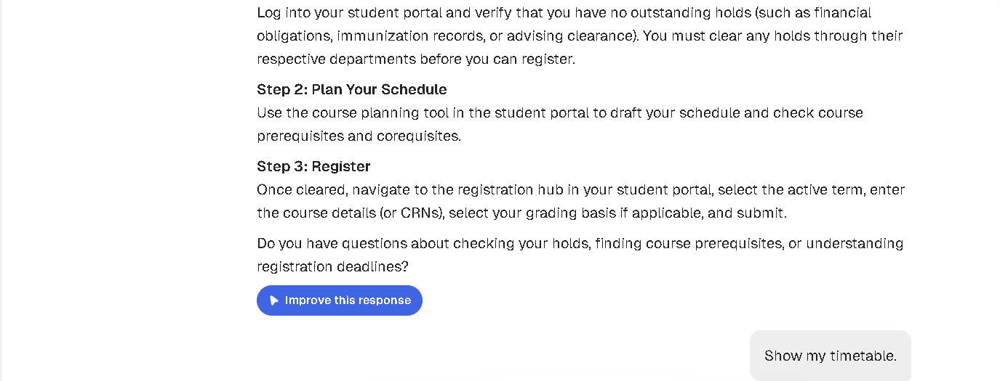 Log into your student portal and verify that you have no outstanding holds (such as financial
obligations, immunization records, or advising clearance). You must clear any holds through their
respective departments before you can register.
Step 2: Plan Your Schedule
Use the course planning tool in the student portal to draft your schedule and check course
prerequisites and corequisites.
Step 3: Register
Once cleared, navigate to the registration hub in your student portal, select the active term, enter
the course details (or CRNs), select your grading basis if applicable, and submit.
Do you have questions about checking your holds, finding course prerequisites, or understanding
registration deadlines?
Improve this response
Show my timetable.